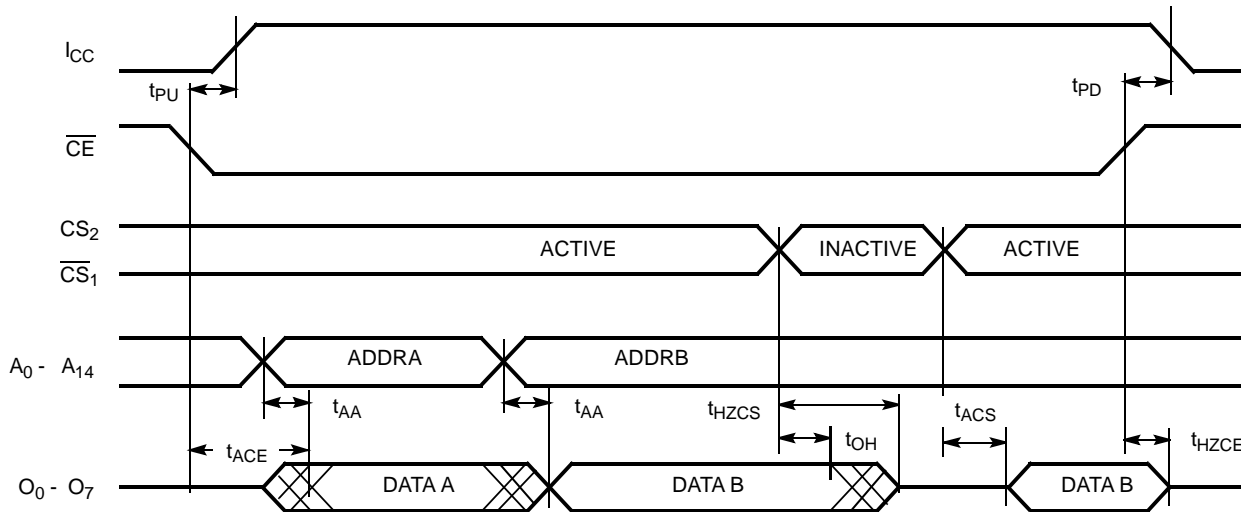 ICC
tPU
tPD
CE
CS2
CS1
ACTIVE
INACTIVE
ACTIVE
A0 - A14
ADDRA
ADDRB
tAA
tAA
tHZCS
tOH
tACS
tHZCE
tACE
O0 - O7
DATA A
DATA B
DATA B